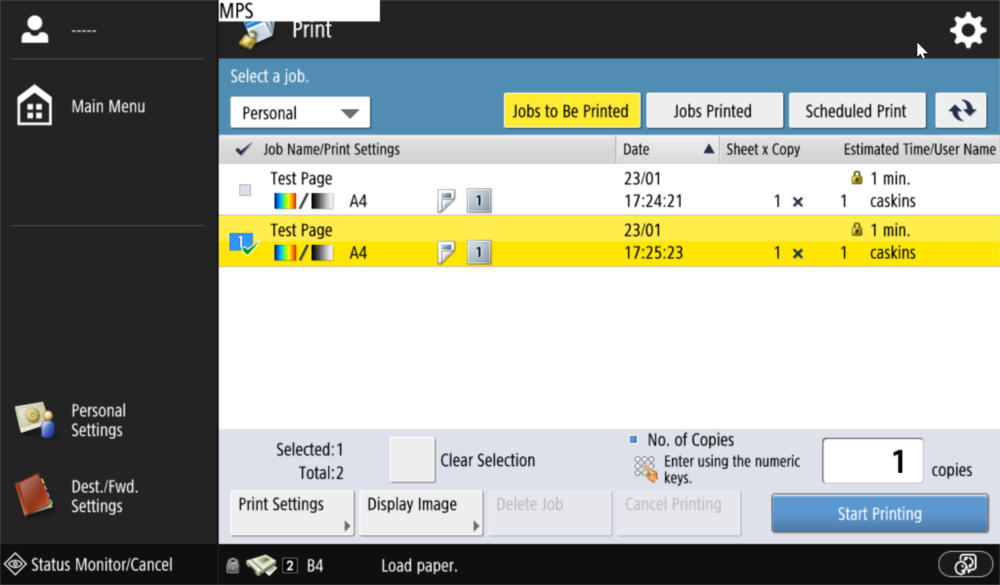 MPS
-----
Print
Main Menu
Select a job.
Personal
Jobs to Be Printed
Jobs Printed
Scheduled Print
Job Name/Print Settings
Date
Sheet x Copy
Estimated Time/User Name
Test Page
23/01
1 min.
A4
1
17:24:21
1 × 1
caskins
1
Test Page
23/01
1 min.
A4
1
17:25:23
1 × 1
caskins
Personal
Settings
Dest./Fwd.
Settings
Selected:1
Total:2
Clear Selection
No. of Copies
Enter using the numeric
keys.
1
copies
Print Settings
Display Image
Delete Job
Cancel Printing
Start Printing
Status Monitor/Cancel
2 B4
Load paper.